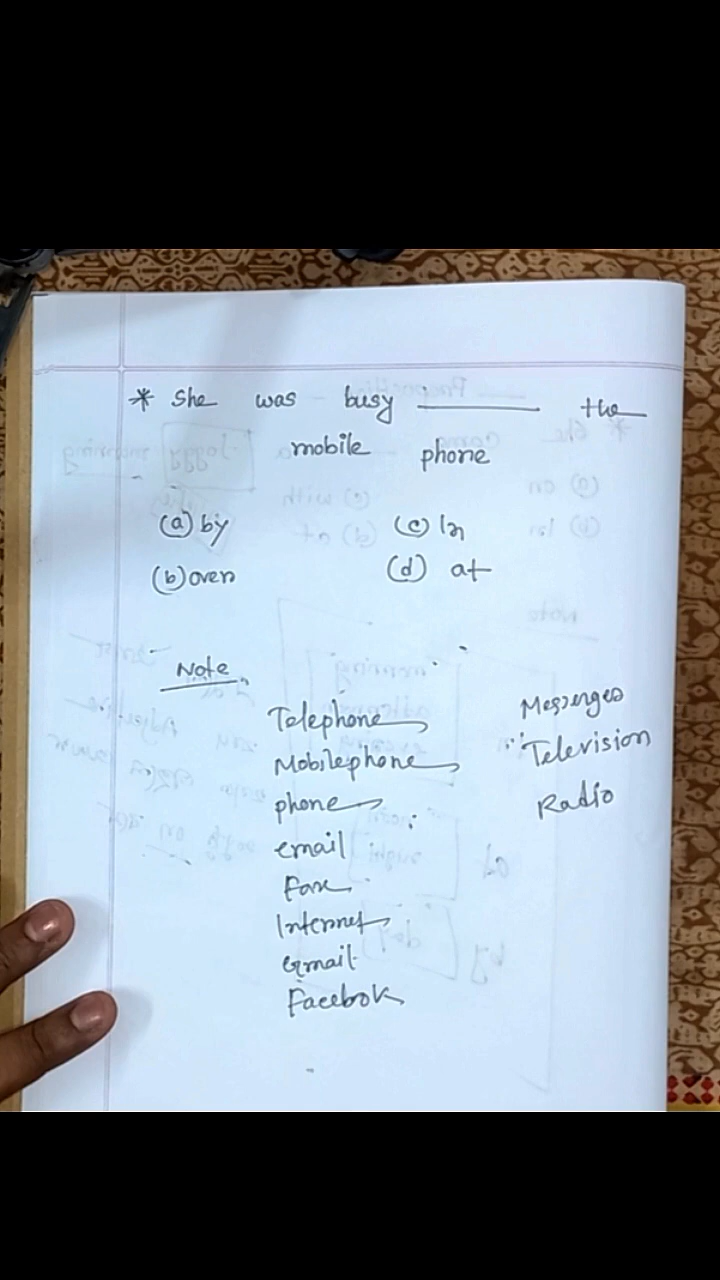 * She was busy ______ the
mobile phone
(a) by (c) In
(b) over (d) at
Note
Telephone
Mobilephone
phone
email
Fax
Internet
Gmail
Facebok
Messenges
Television
Radio